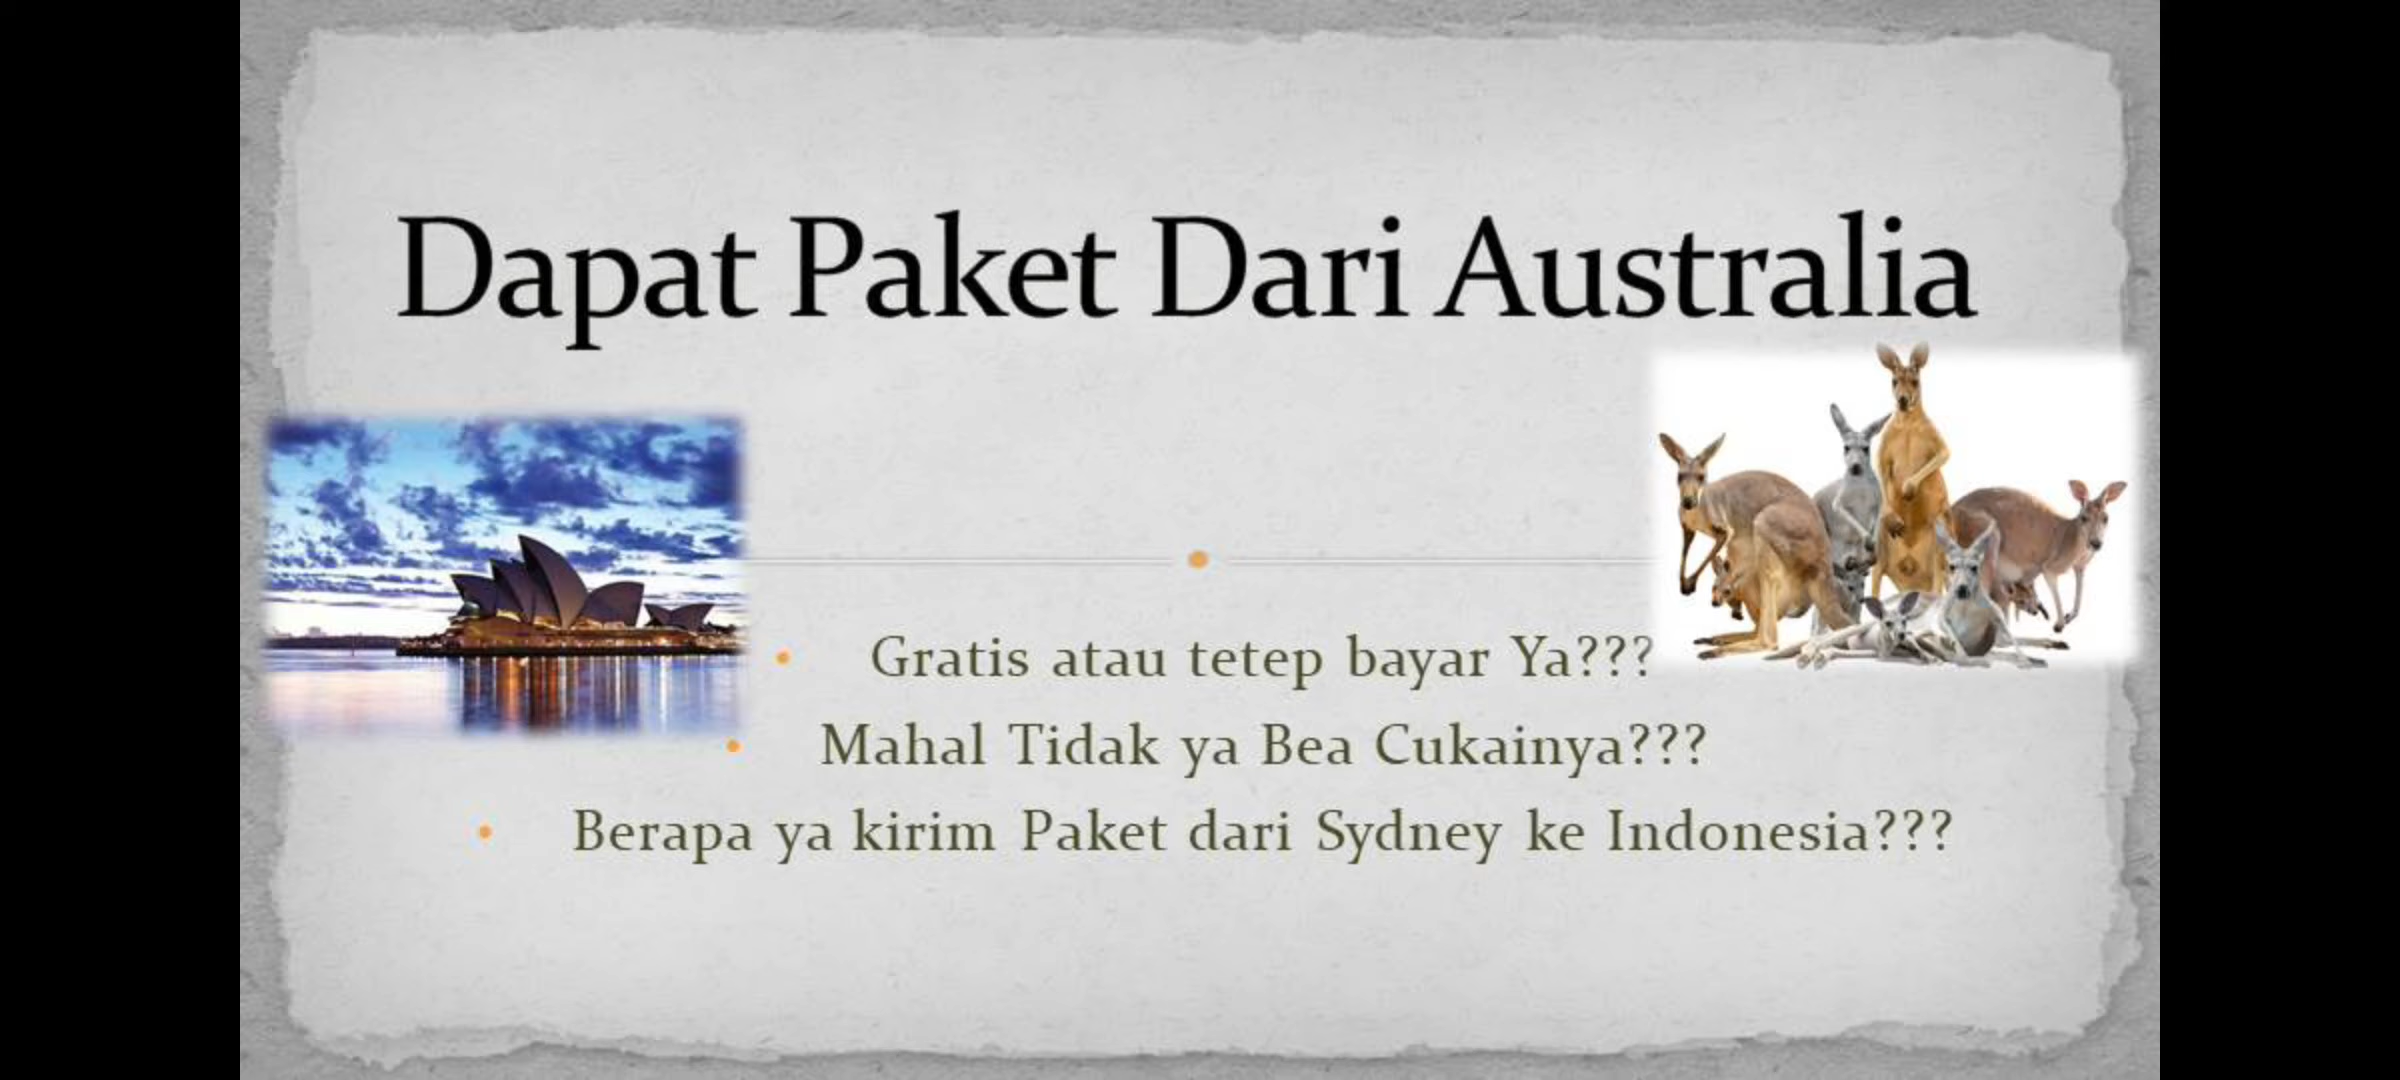 Dapat Paket Dari Australia
Gratis atau tetep bayar Ya???
Mahal Tidak ya Bea Cukainya???
Berapa ya kirim Paket dari Sydney ke Indonesia???